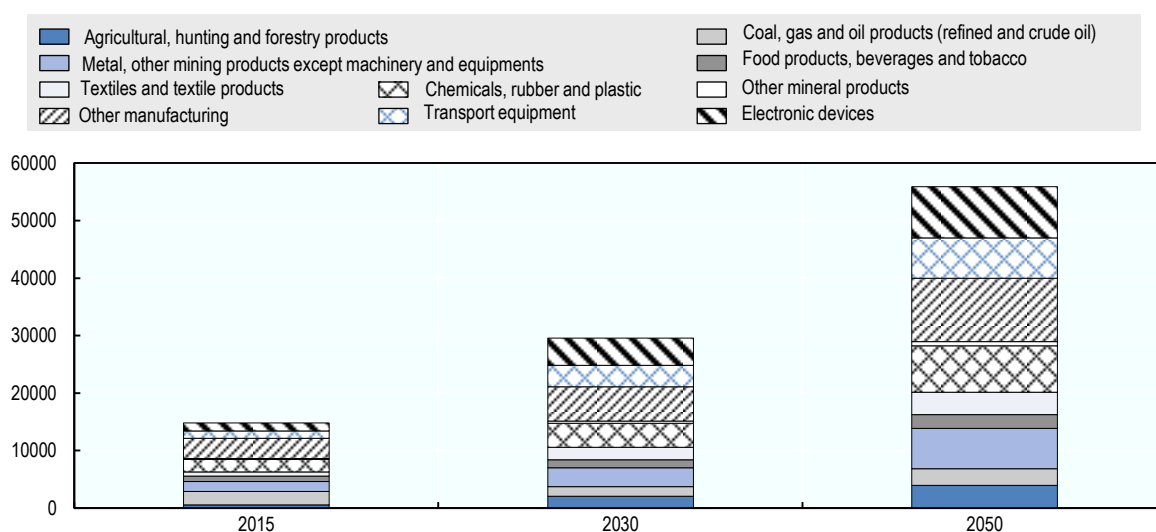 Agricultural, hunting and forestry products
Coal, gas and oil products (refined and crude oil)
Metal, other mining products except machinery and equipments
Food products, beverages and tobacco
Textiles and textile products
Chemicals, rubber and plastic
Other mineral products
Other manufacturing
Transport equipment
Electronic devices
60000
50000
40000
30000
20000
10000
0
2015 2030 2050